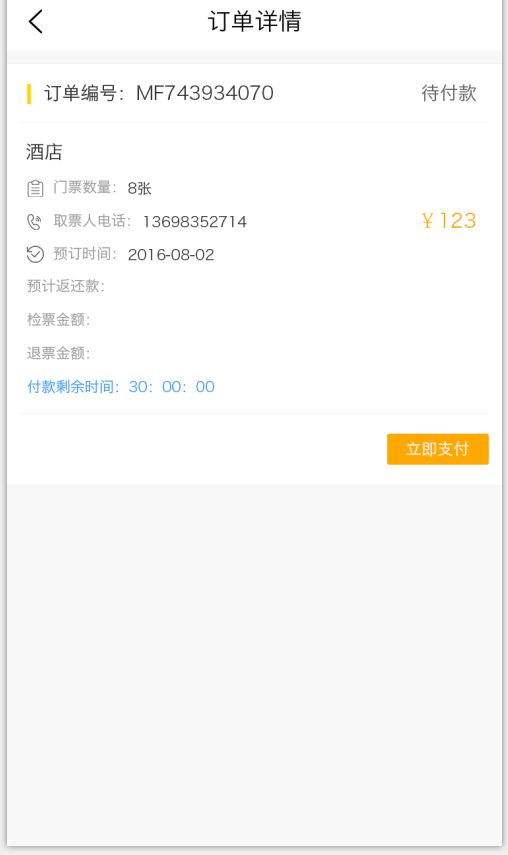 订单详情
订单编号：MF743934070 待付款
酒店
门票数量：8张
取票人电话：13698352714 ¥123
预订时间：2016-08-02
预计返还款：
检票金额：
退票金额：
付款剩余时间：30：00：00
立即支付